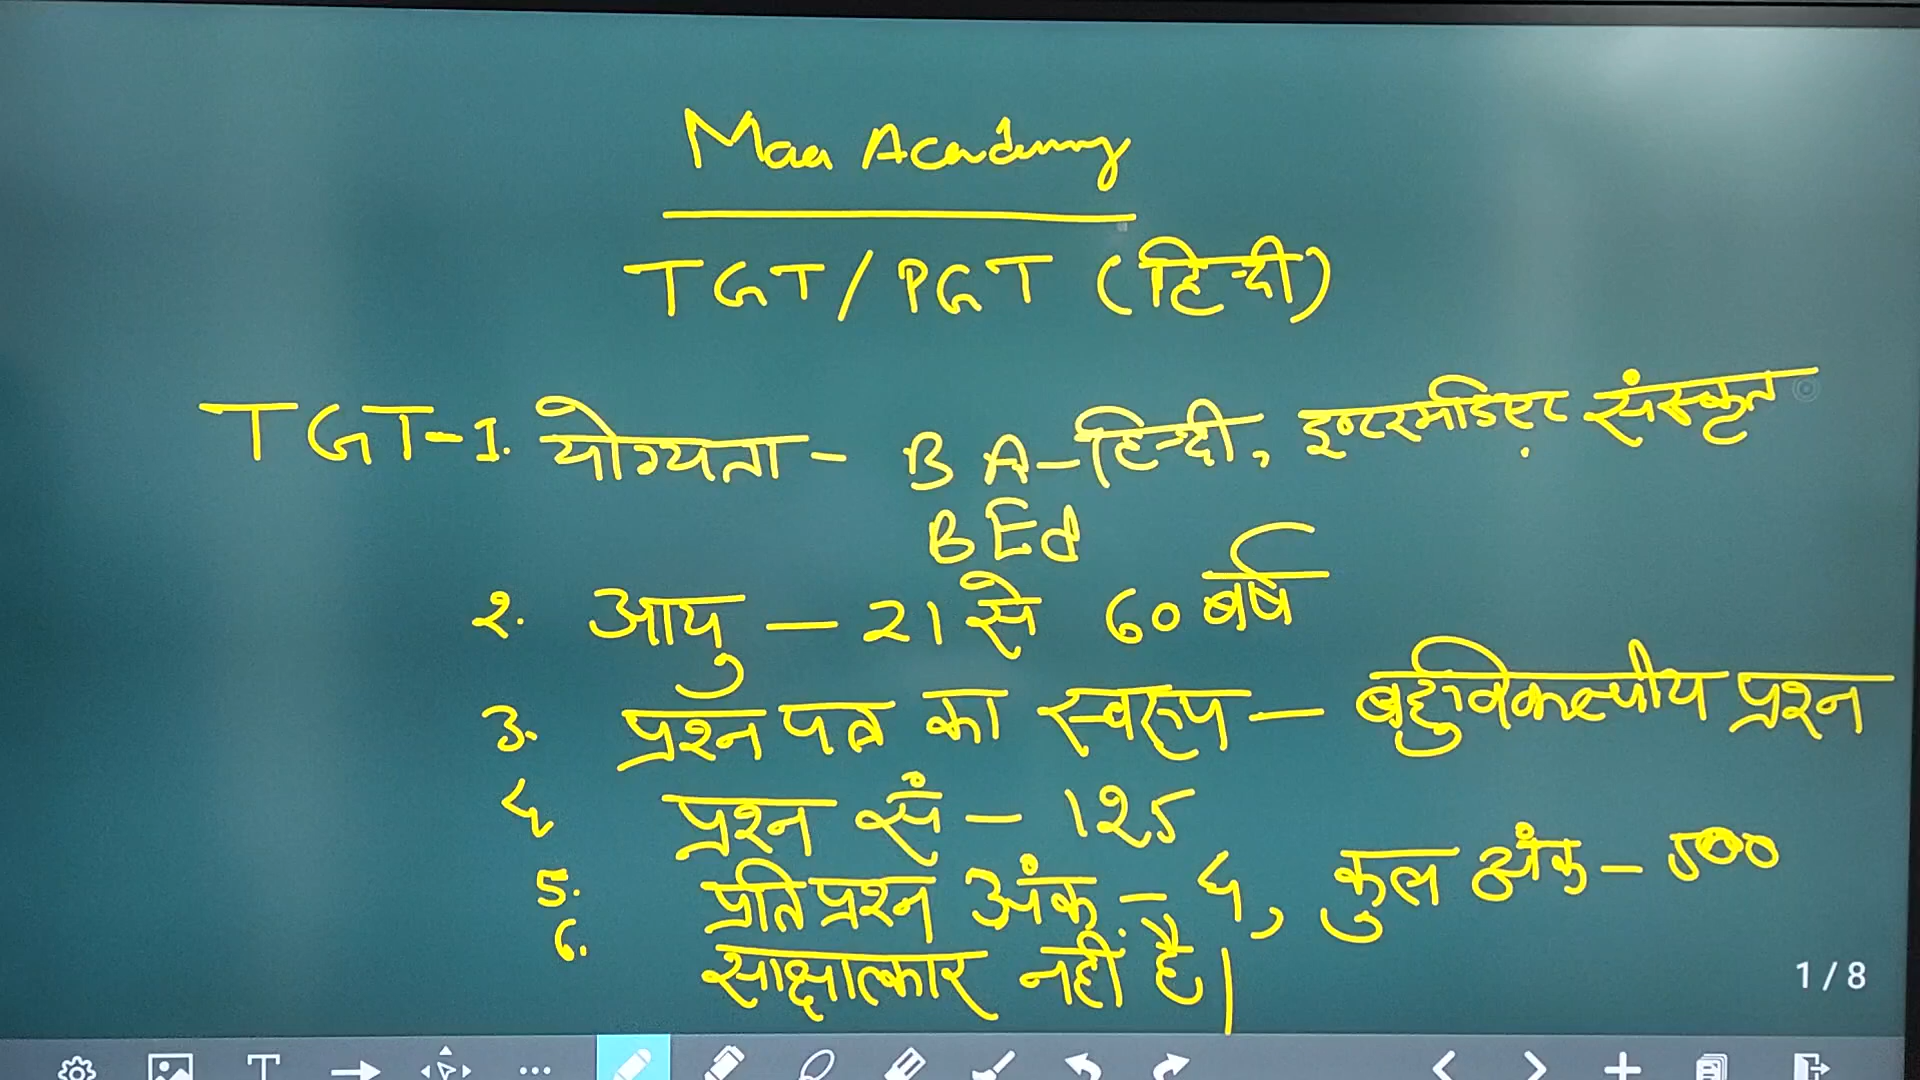 Maa Academy
TGT/PGT (हिन्दी)
TGT-1. योग्यता - BA-हिन्दी, इण्टरमीडिएट संस्कृत
BEd
2. आयु - 21 से 60 वर्ष
3. प्रश्न पत्र का स्वरूप - बहुविकल्पीय प्रश्न
4 प्रश्न सं - 125
5. प्रति प्रश्न अंक - 4, कुल अंक - 500
6. साक्षात्कार नहीं है।
1/8